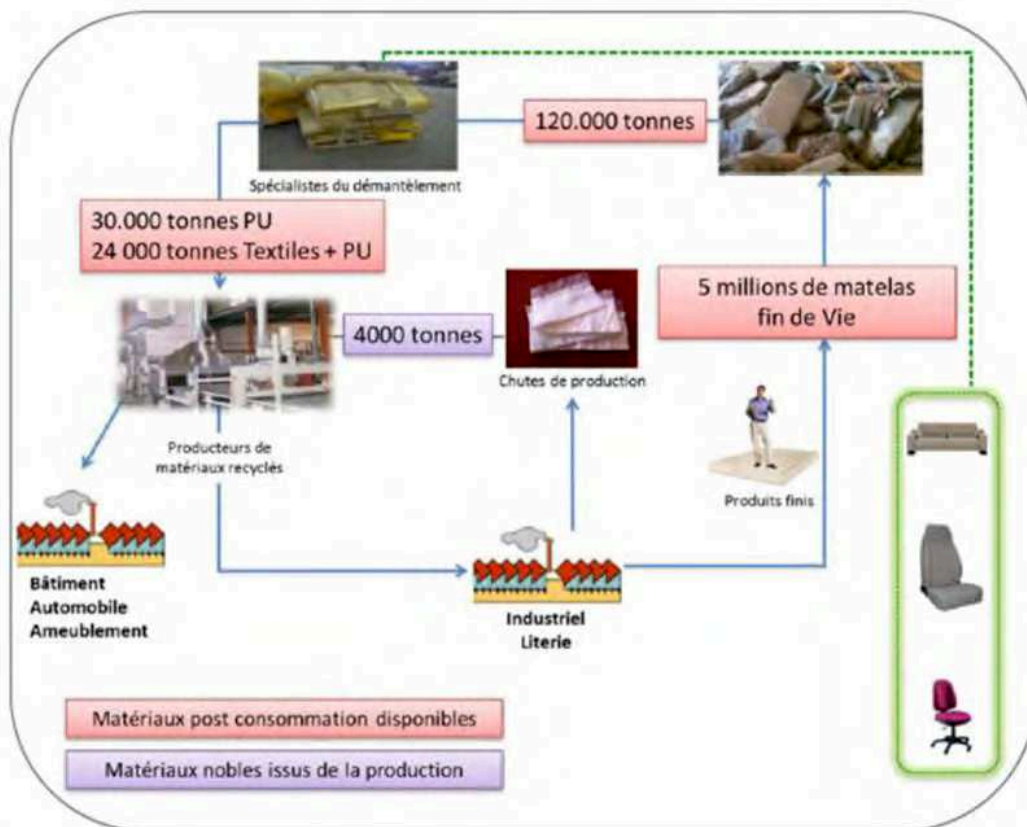 120.000 tonnes
Spécialistes du démantèlement
30.000 tonnes PU
24 000 tonnes Textiles + PU
5 millions de matelas
fin de Vie
4000 tonnes
Chutes de production
Producteurs de
matériaux recyclés
Produits finis
Bâtiment
Automobile
Ameublement
Industriel
Literie
Matériaux post consommation disponibles
Matériaux nobles issus de la production